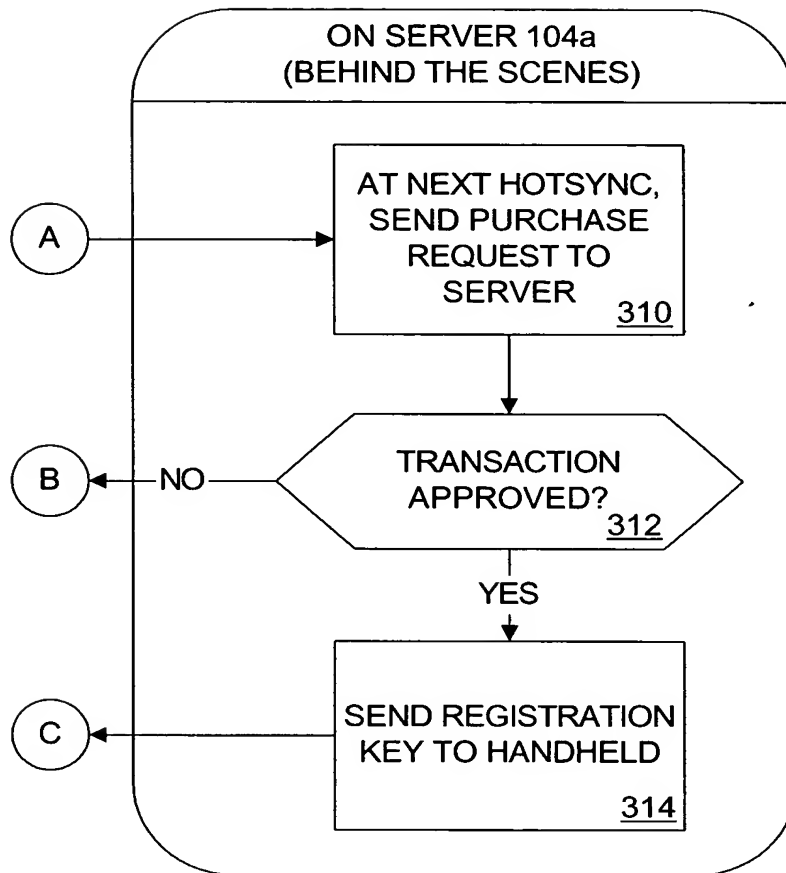 ON SERVER 104a
(BEHIND THE SCENES)
A
AT NEXT HOTSYNC,
SEND PURCHASE
REQUEST TO
SERVER
310
B
NO
TRANSACTION
APPROVED?
312
YES
C
SEND REGISTRATION
KEY TO HANDHELD
314